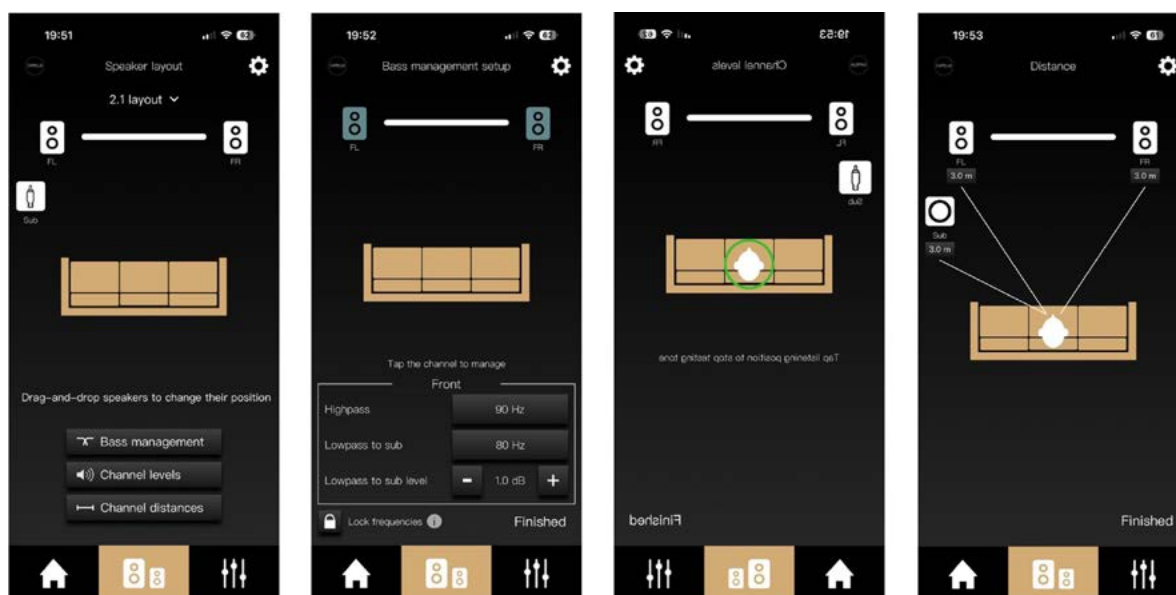 19:51
62
Speaker layout
2.1 layout
FL
FR
Sub
Drag-and-drop speakers to change their position
Bass management
Channel levels
Channel distances
19:52
62
Bass management setup
FL
FR
Tap the channel to manage
Front
Highpass
90 Hz
Lowpass to sub
80 Hz
Lowpass to sub level
- 1.0 dB +
Lock frequencies i
Finished
19:53
62
Channel levels
FR
FL
Sub
Tap listening position to stop testing tone
Finished
19:53
61
Distance
FL
FR
3.0 m
3.0 m
Sub
3.0 m
Finished